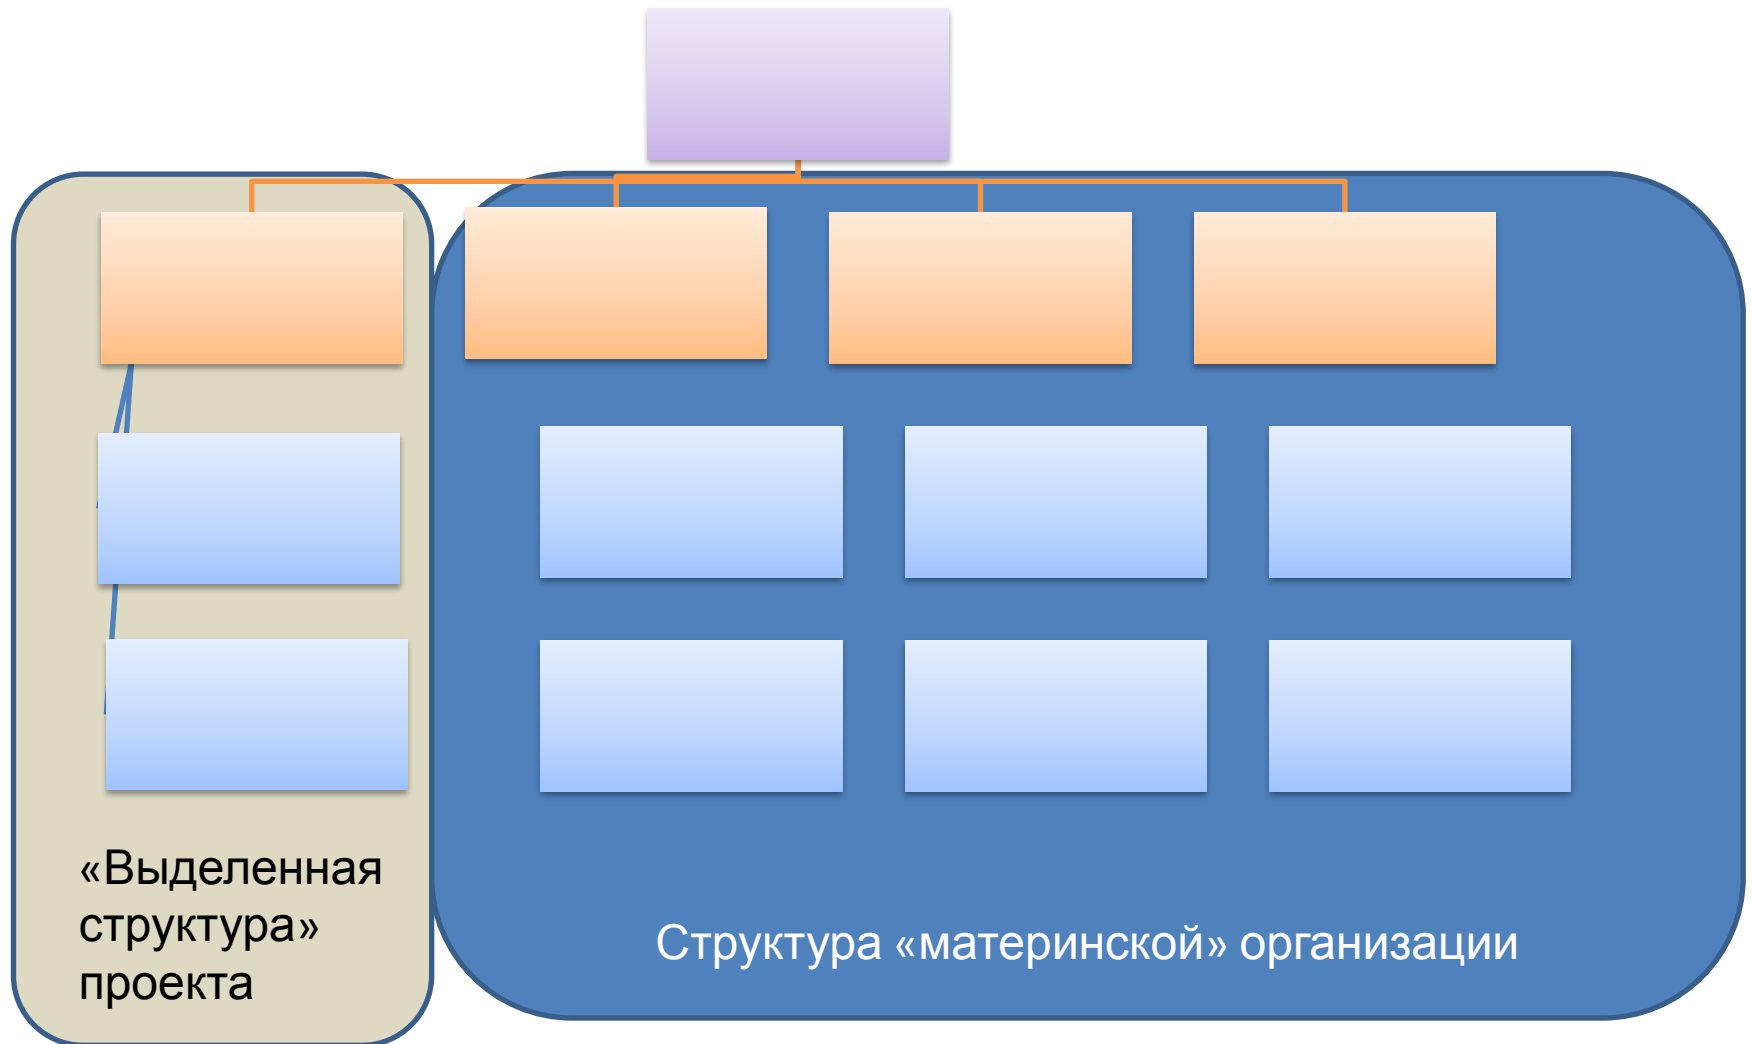 «Выделенная
структура»
проекта
Структура «материнской» организации